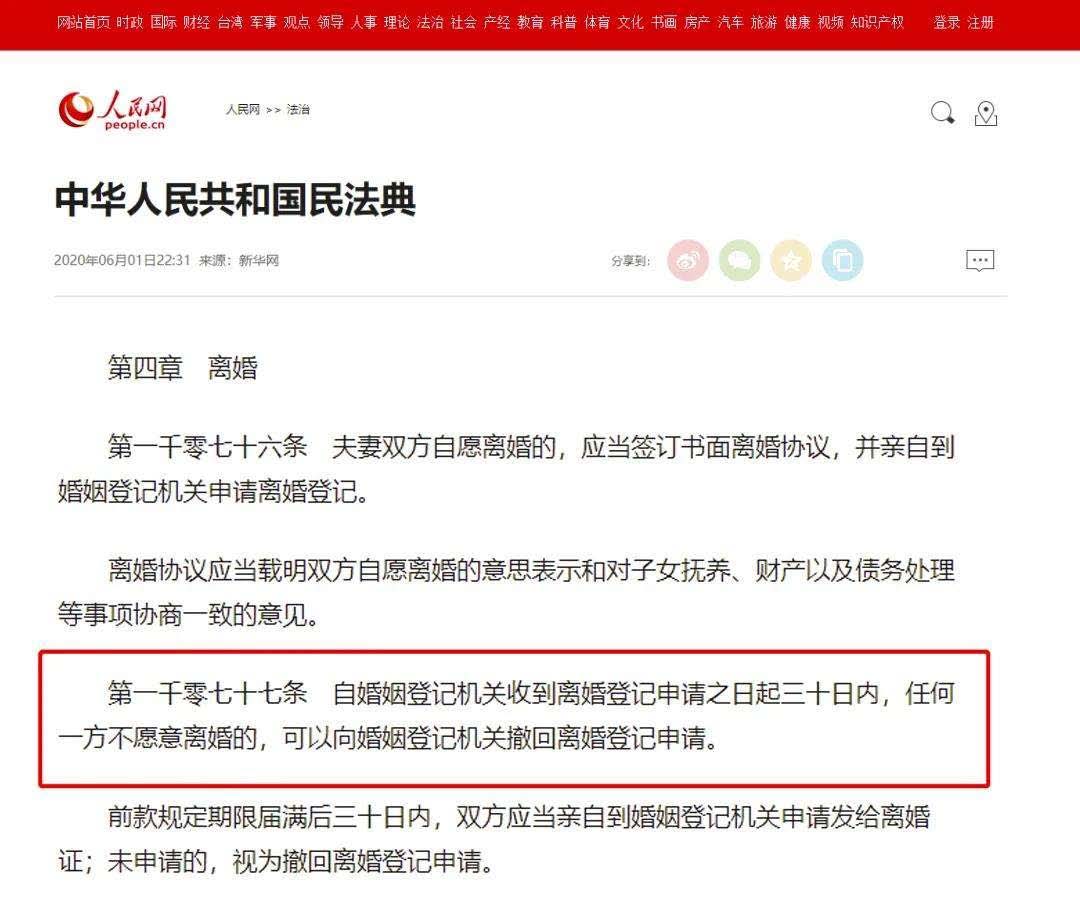 网站首页 时政 国际 财经 台湾 军事 观点 领导 人事 理论 法治 社会 产经 教育 科普 体育 文化 书画 房产 汽车 旅游 健康 视频 知识产权 登录 注册
人民网
people.cn
人民网 >> 法治
中华人民共和国民法典
2020年06月01日22:31 来源：新华网
分享到:
第四章 离婚
第一千零七十六条 夫妻双方自愿离婚的，应当签订书面离婚协议，并亲自到
婚姻登记机关申请离婚登记。
离婚协议应当载明双方自愿离婚的意思表示和对子女抚养、财产以及债务处理
等事项协商一致的意见。
第一千零七十七条 自婚姻登记机关收到离婚登记申请之日起三十日内，任何
一方不愿意离婚的，可以向婚姻登记机关撤回离婚登记申请。
前款规定期限届满后三十日内，双方应当亲自到婚姻登记机关申请发给离婚
证；未申请的，视为撤回离婚登记申请。